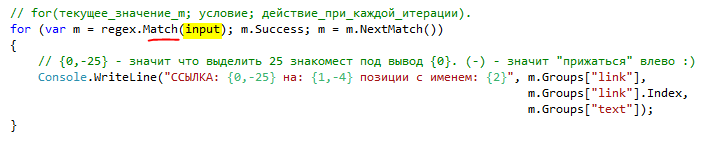 // for(текущее_значение_m; условие; действие_при_каждой_итерации).
for (var m = regex.Match(input); m.Success; m = m.NextMatch())
{
// {0,-25} - значит что выделить 25 знакомест под вывод {0}. (-) - значит "прижаться" влево :)
Console.WriteLine("ССЫЛКА: {0,-25} на: {1,-4} позиции с именем: {2}", m.Groups["link"],
m.Groups["link"].Index,
m.Groups["text"]);
}